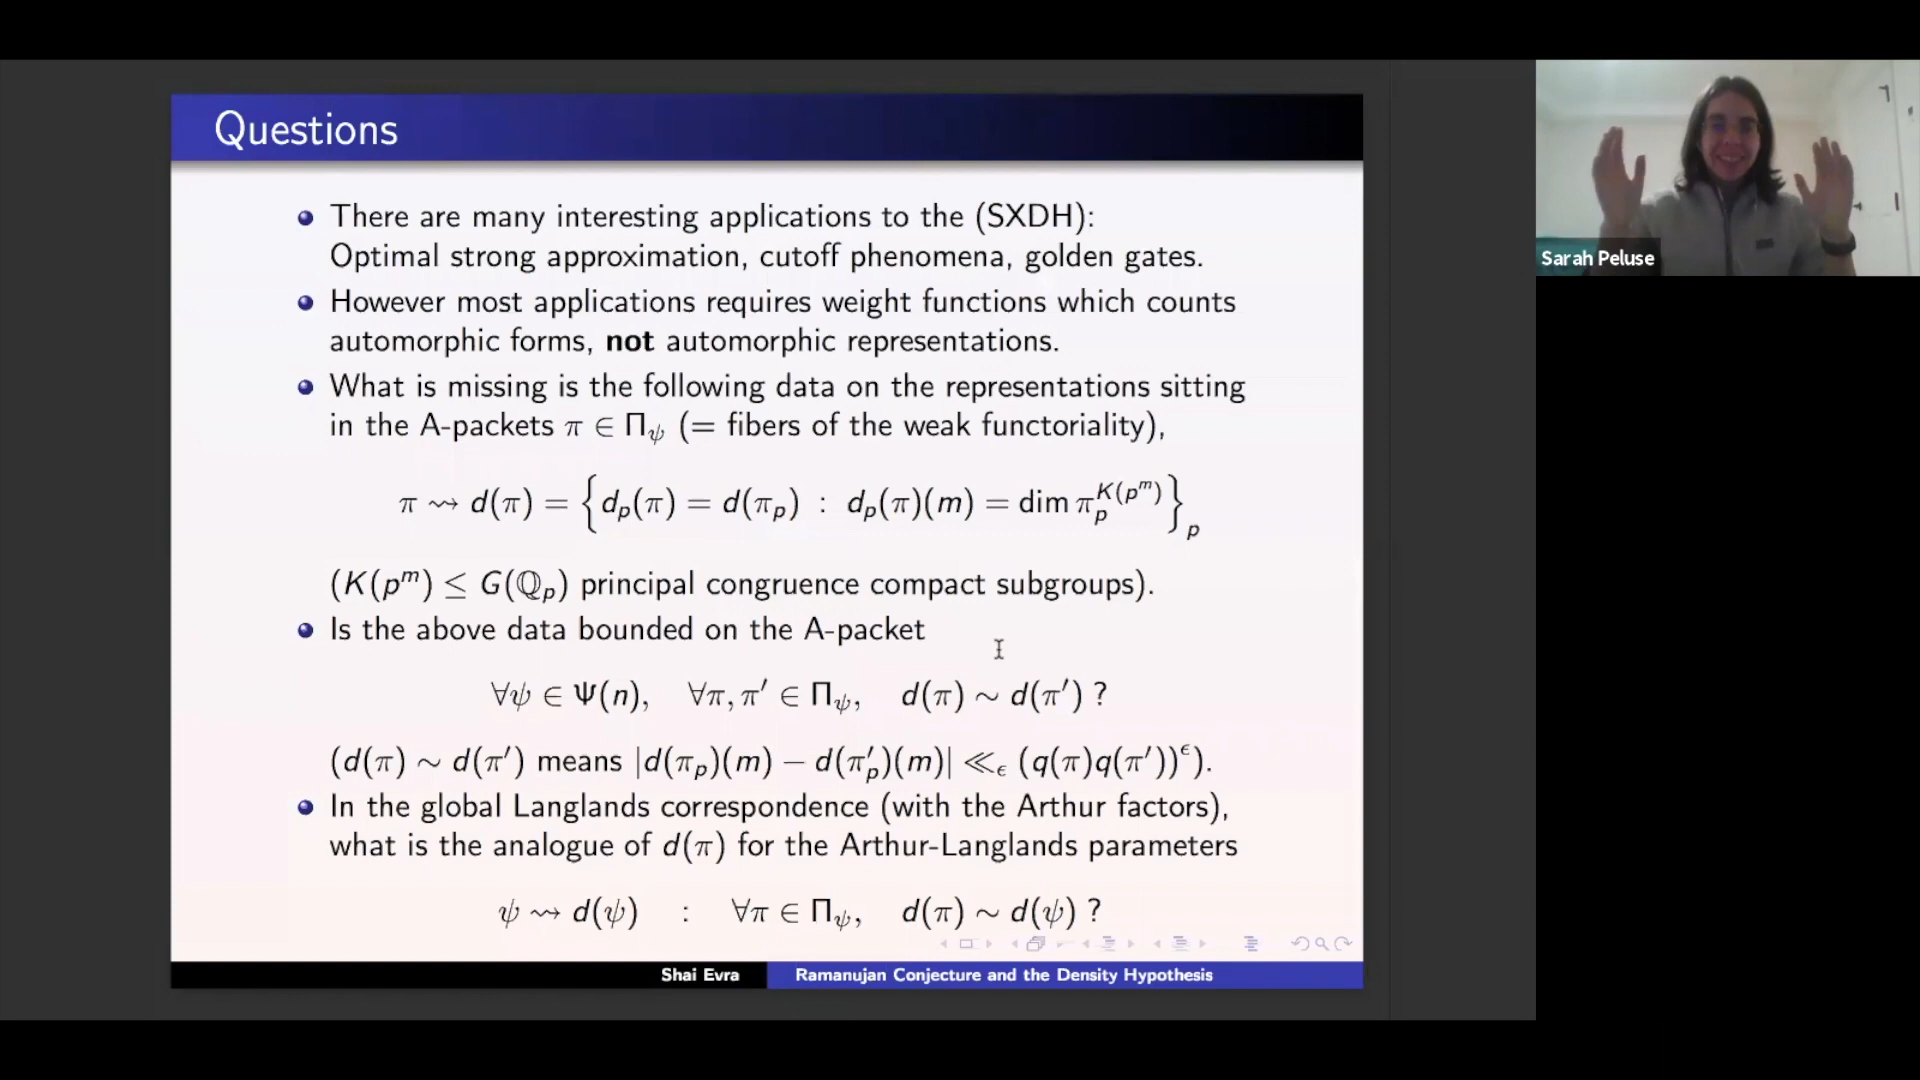 Questions
There are many interesting applications to the (SXDH):
Optimal strong approximation, cutoff phenomena, golden gates.
However most applications requires weight functions which counts
automorphic forms, not automorphic representations.
What is missing is the following data on the representations sitting
in the A-packets π ∈ Π_ψ (= fibers of the weak functoriality),
π ⇝ d(π) = { d_p(π) = d(π_p) : d_p(π)(m) = dim π_p^{K(p^m)} }_p
(K(p^m) ≤ G(ℚ_p) principal congruence compact subgroups).
Is the above data bounded on the A-packet
∀ψ ∈ Ψ(n), ∀π, π′ ∈ Π_ψ, d(π) ∼ d(π′) ?
(d(π) ∼ d(π′) means |d(π_p)(m) − d(π′_p)(m)| ≪_ϵ (q(π)q(π′))^ϵ).
In the global Langlands correspondence (with the Arthur factors),
what is the analogue of d(π) for the Arthur-Langlands parameters
ψ ⇝ d(ψ) : ∀π ∈ Π_ψ, d(π) ∼ d(ψ) ?
Shai Evra
Ramanujan Conjecture and the Density Hypothesis
Sarah Peluse